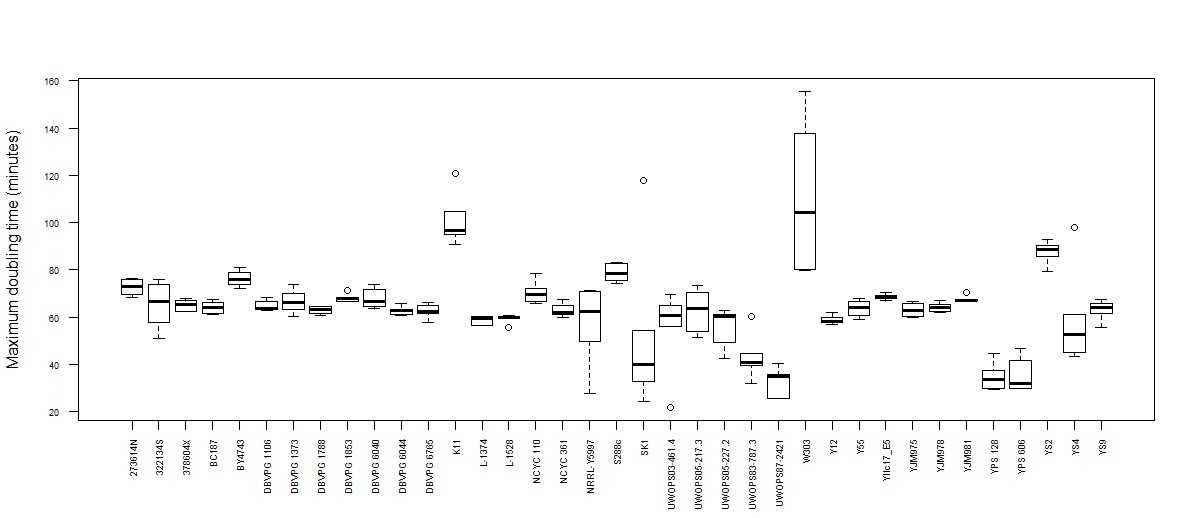 Maximum doubling time (minutes)
160
140
120
100
80
60
40
20
273614N
322134S
378604X
BC187
BY4743
DBVPG 1106
DBVPG 1373
DBVPG 1788
DBVPG 1853
DBVPG 6040
DBVPG 6044
DBVPG 6765
K11
L-1374
L-1528
NCYC 110
NCYC 361
NRRL-Y5997
S288c
SK1
UWOPS03-461.4
UWOPS05-217.3
UWOPS05-227.2
UWOPS83-787.3
UWOPS87-2421
W303
Y12
Y55
YIIc17_E5
YJM975
YJM978
YJM981
YPS 128
YPS 606
YS2
YS4
YS9